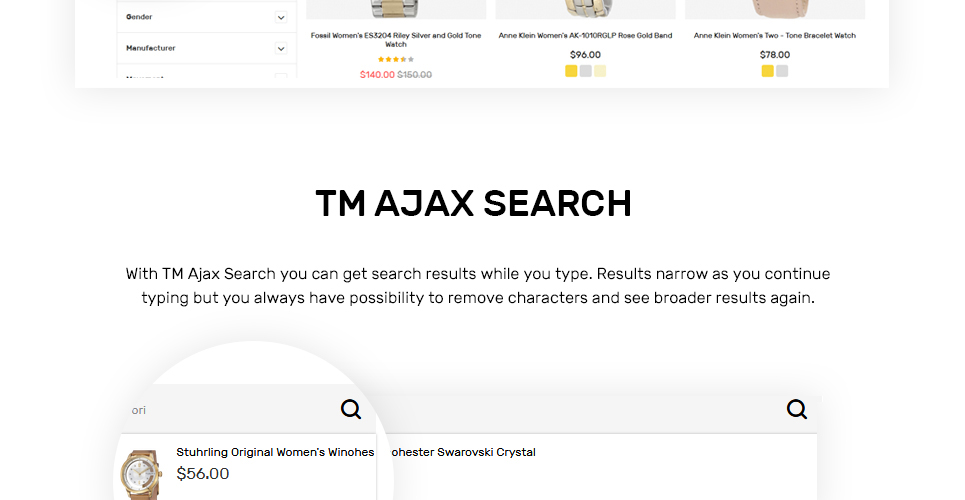 Gender
Manufacturer
Fossil Women's ES3204 Riley Silver and Gold Tone
Watch
$140.00 $150.00
Anne Klein Women's AK-1010RGLP Rose Gold Band
$96.00
Anne Klein Women's Two - Tone Bracelet Watch
$78.00
TM AJAX SEARCH
With TM Ajax Search you can get search results while you type. Results narrow as you continue
typing but you always have possibility to remove characters and see broader results again.
ori
Stuhrling Original Women's Winohes ohester Swarovski Crystal
$56.00